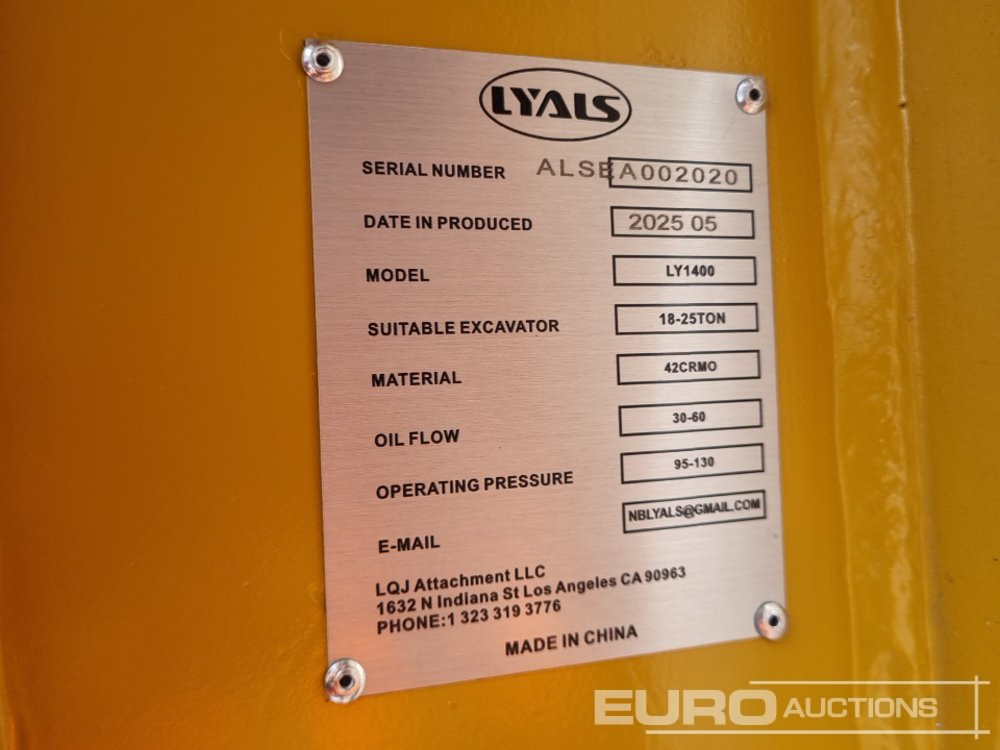 LYALS
SERIAL NUMBER ALSEA002020
DATE IN PRODUCED 2025 05
MODEL LY1400
SUITABLE EXCAVATOR 18-25TON
MATERIAL 42CRMO
OIL FLOW 30-60
OPERATING PRESSURE 95-130
E-MAIL NBLYALS@GMAIL.COM
LQJ Attachment LLC
1632 N Indiana St Los Angeles CA 90963
PHONE:1 323 319 3776
MADE IN CHINA
EURO AUCTIONS